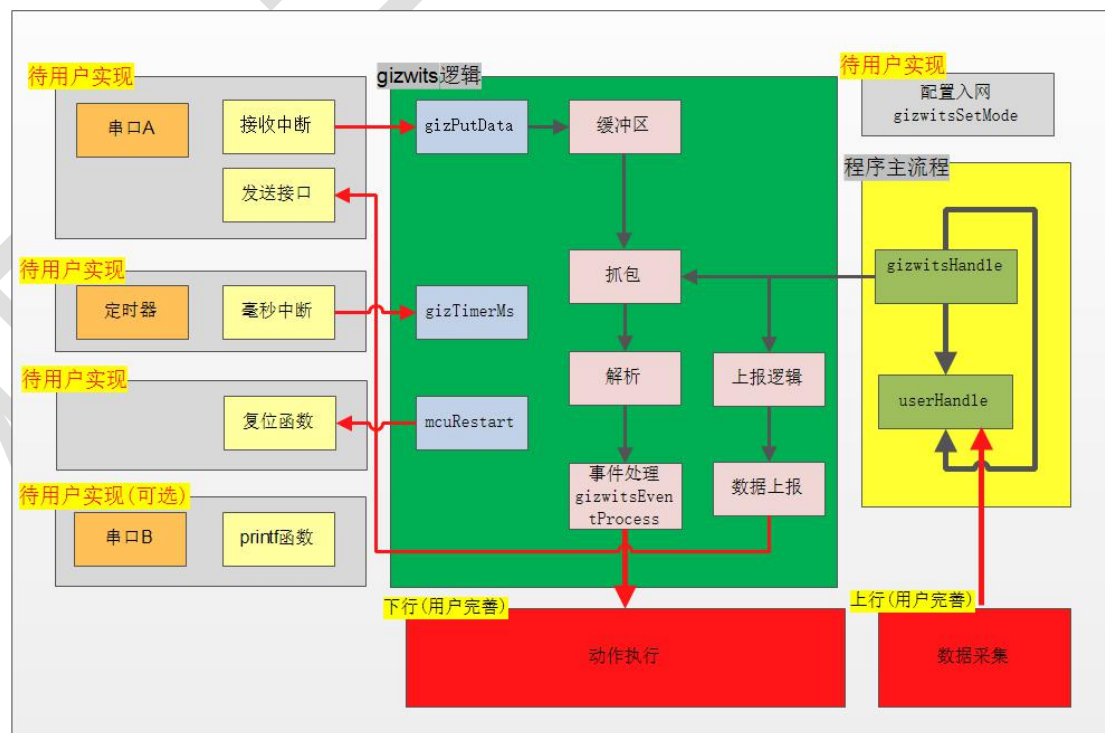 待用户实现
串口A
接收中断
发送接口
待用户实现
定时器
毫秒中断
待用户实现
复位函数
待用户实现(可选)
串口B
printf函数
gizwits逻辑
gizPutData
缓冲区
抓包
gizTimerMs
解析
上报逻辑
mcuRestart
事件处理
gizwitsEven
tProcess
数据上报
待用户实现
配置入网
gizwitsSetMode
程序主流程
gizwitsHandle
userHandle
下行(用户完善)
动作执行
上行(用户完善)
数据采集